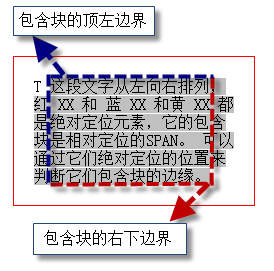 包含块的顶左边界
T 这段文字从左向右排列,
红 XX 和 蓝 XX 和黄 XX 都
是绝对定位元素，它的包含
块是相对定位的SPAN。 可以
通过它们绝对定位的位置来
判断它们包含块的边缘。
包含块的右下边界